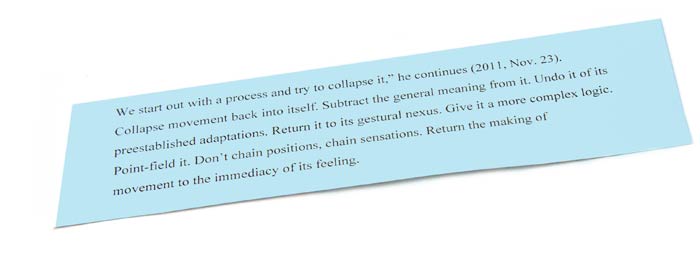 We start out with a process and try to collapse it,” he continues (2011, Nov. 23).
Collapse movement back into itself. Subtract the general meaning from it. Undo it of its
preestablished adaptations. Return it to its gestural nexus. Give it a more complex logic.
Point-field it. Don’t chain positions, chain sensations. Return the making of
movement to the immediacy of its feeling.